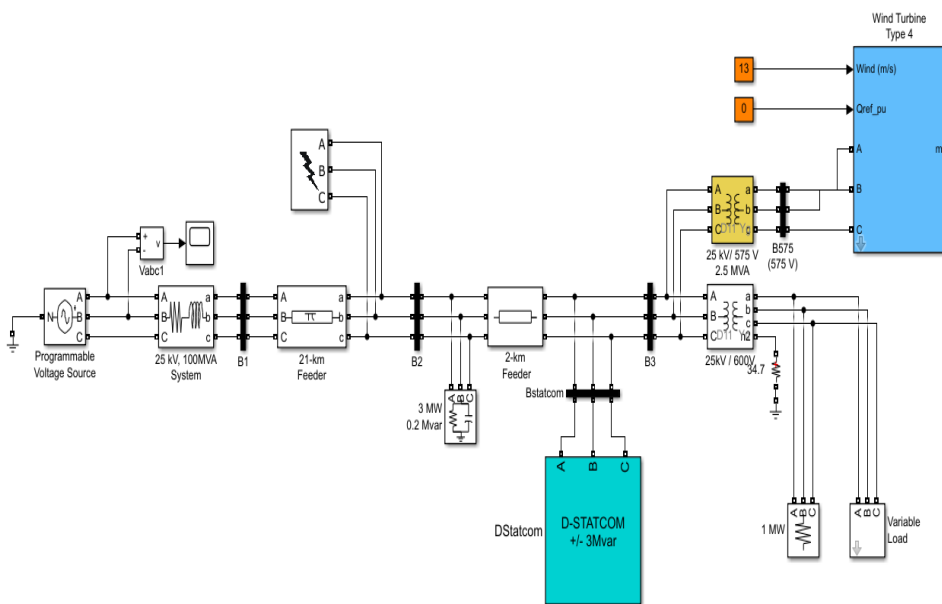 Wind Turbine
Type 4
13
Wind (m/s)
0
Qref_pu
A
B
C
m
A
B
C
A
B
C
a
b
B575
(575 V)
25 kV/ 575 V
2.5 MVA
+
-
v
Vabc1
N
+
A
B
C
Programmable
Voltage Source
A
B
C
a
b
c
25 kV, 100MVA
System
B1
A
B
C
π
a
b
c
21-km
Feeder
B2
2-km
Feeder
B3
A
B
C
a
b
c
n2
D11
25kV / 600V
34.7
A B C
3 MW
0.2 Mvar
Bstatcom
A B C
D-STATCOM
+/- 3Mvar
DStatcom
A B C
1 MW
A B C
Variable
Load